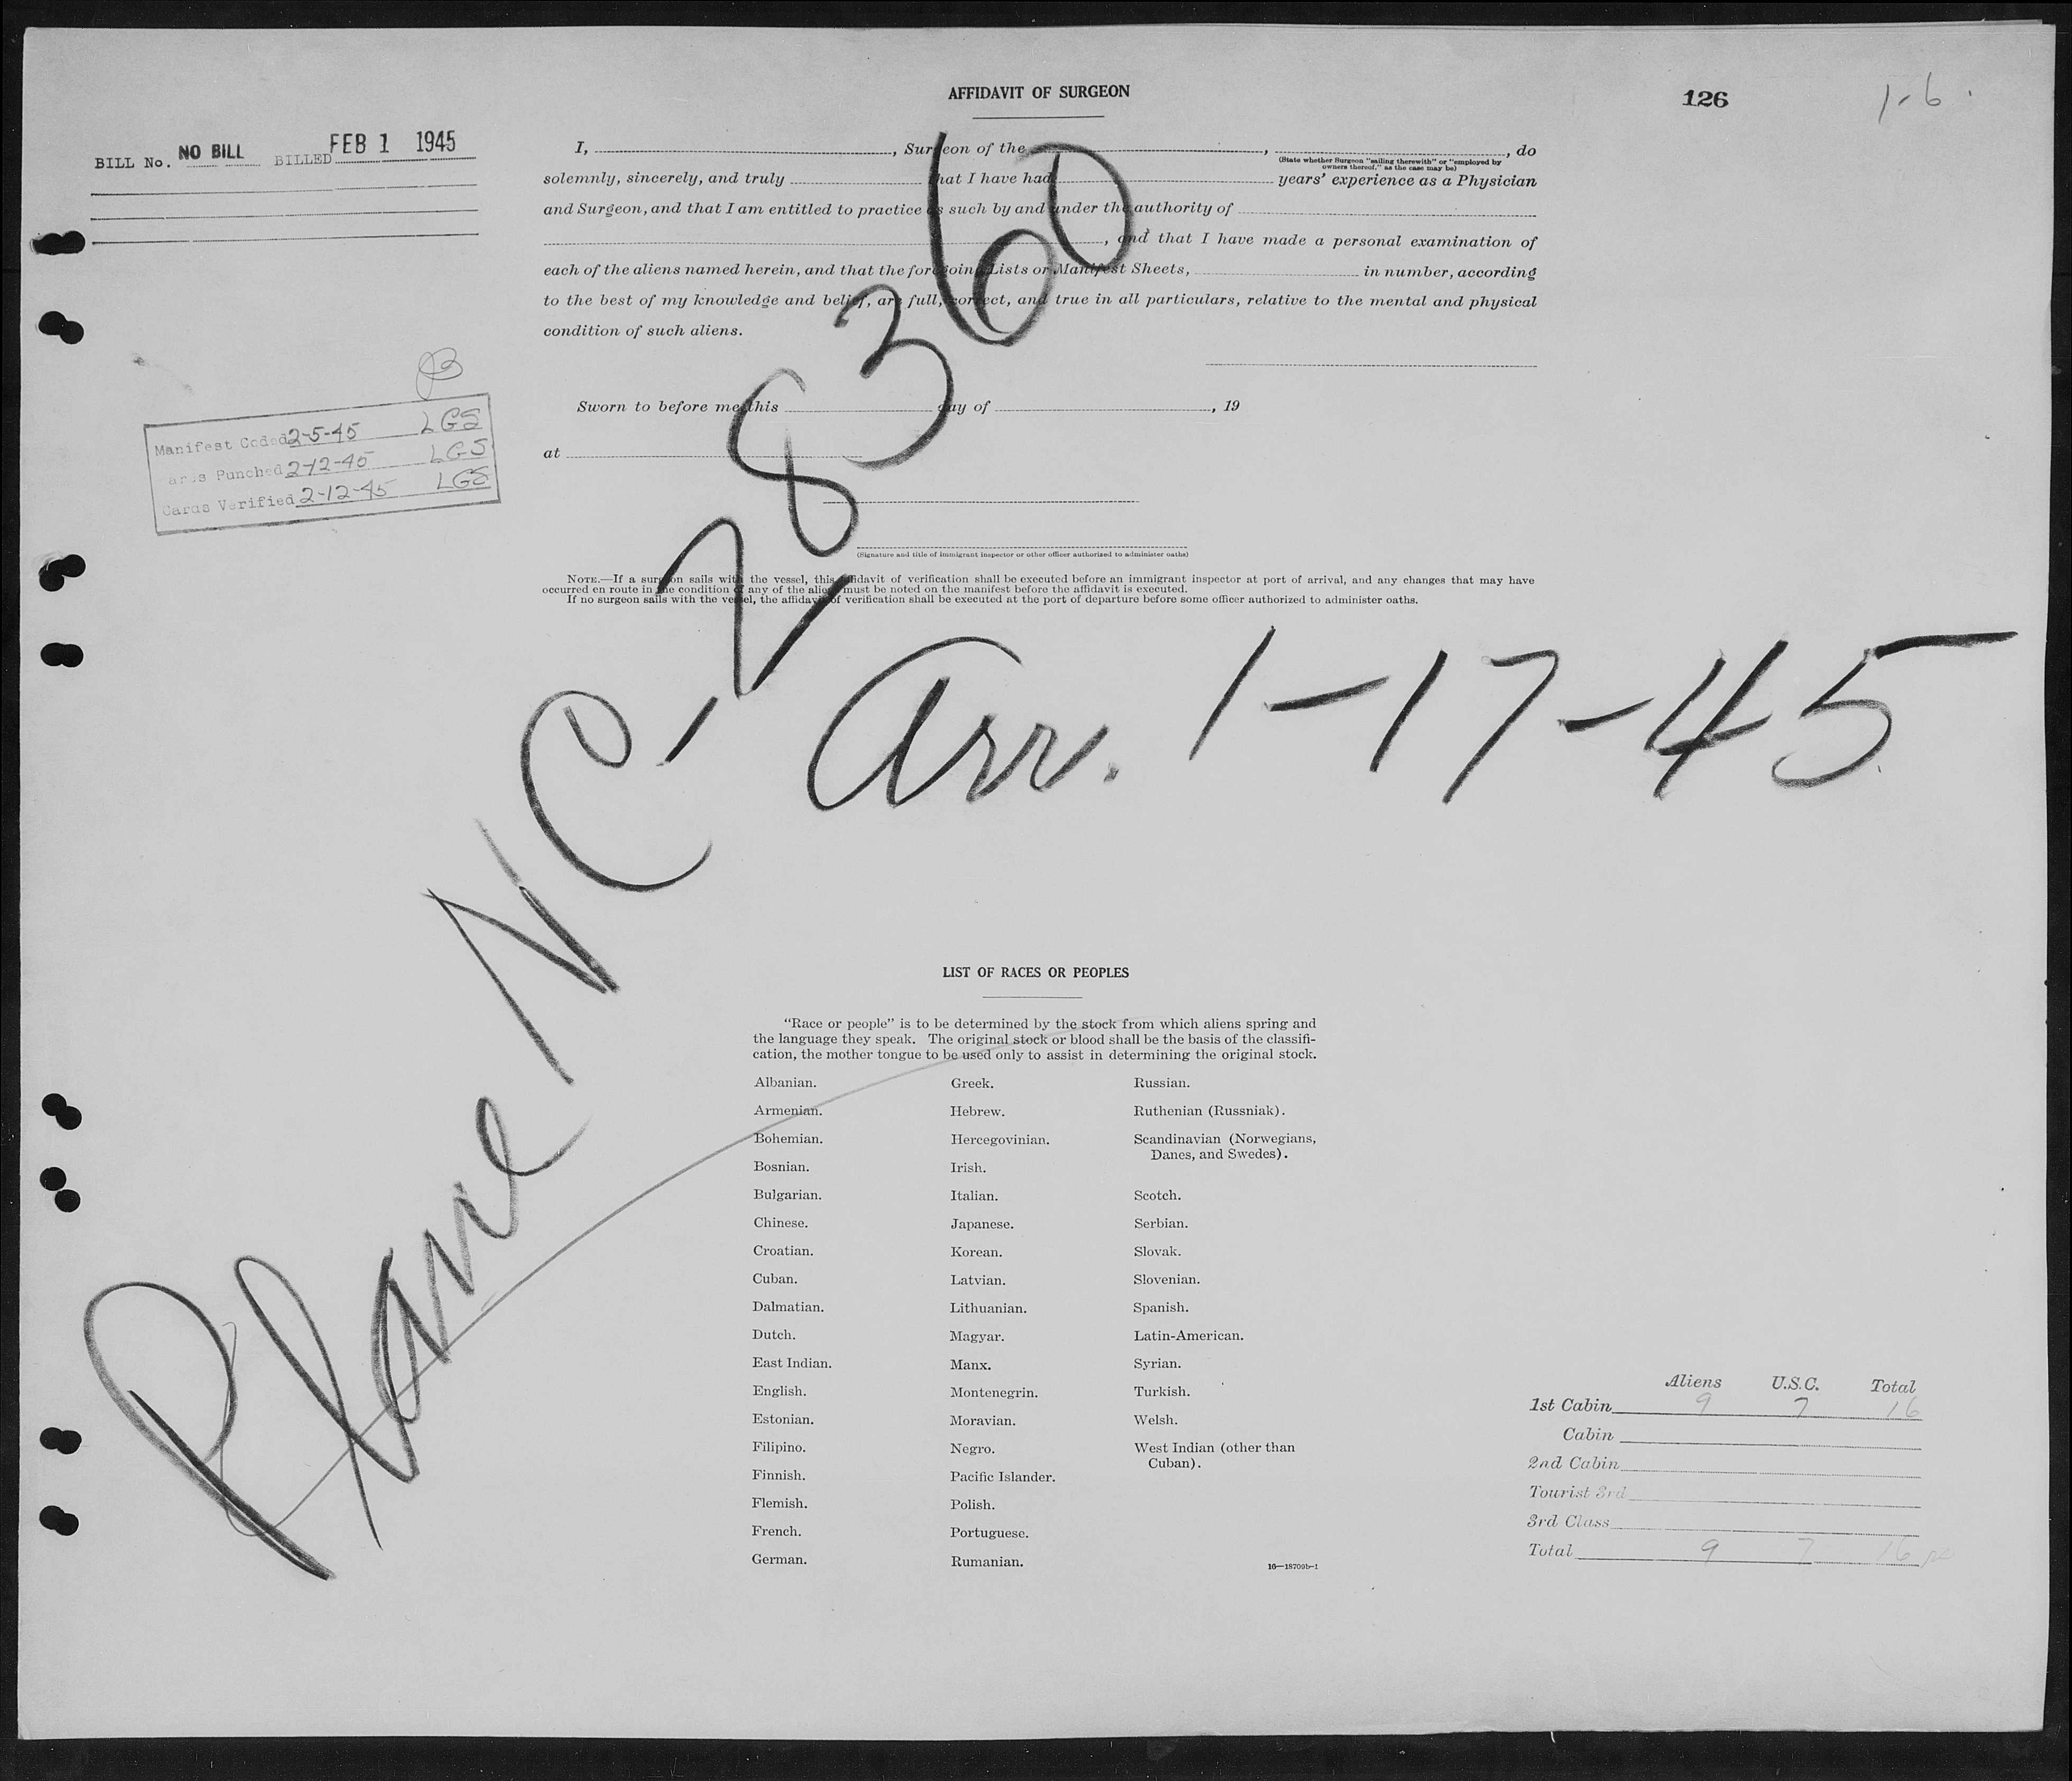 AFFIDAVIT OF SURGEON
126
1-6.
BILL No. NO BILL BILLED FEB 1 1945
I, , Surgeon of the , , do
(State whether Surgeon "sailing therewith" or "employed by
owners thereof," as the case may be)
solemnly, sincerely, and truly that I have had years' experience as a Physician
and Surgeon, and that I am entitled to practice as such by and under the authority of
, and that I have made a personal examination of
each of the aliens named herein, and that the foregoing Lists or Manifest Sheets, in number, according
to the best of my knowledge and belief, are full, correct, and true in all particulars, relative to the mental and physical
condition of such aliens.
Manifest Coded 2-5-45 LGS
Punched 2-12-45 LGS
Cards Verified 2-12-45 LGS
Sworn to before me this day of , 19
at
(Signature and title of immigrant inspector or other officer authorized to administer oaths)
NOTE.—If a surgeon sails with the vessel, this affidavit of verification shall be executed before an immigrant inspector at port of arrival, and any changes that may have
occurred en route in the condition of any of the aliens must be noted on the manifest before the affidavit is executed.
If no surgeon sails with the vessel, the affidavit of verification shall be executed at the port of departure before some officer authorized to administer oaths.
Plane NC-28360
Arr. 1-17-45
LIST OF RACES OR PEOPLES
"Race or people" is to be determined by the stock from which aliens spring and
the language they speak. The original stock or blood shall be the basis of the classifi-
cation, the mother tongue to be used only to assist in determining the original stock.
Albanian. Greek. Russian.
Armenian. Hebrew. Ruthenian (Russniak).
Bohemian. Hercegovinian. Scandinavian (Norwegians,
Danes, and Swedes).
Bosnian. Irish.
Bulgarian. Italian. Scotch.
Chinese. Japanese. Serbian.
Croatian. Korean. Slovak.
Cuban. Latvian. Slovenian.
Dalmatian. Lithuanian. Spanish.
Dutch. Magyar. Latin-American.
East Indian. Manx. Syrian.
English. Montenegrin. Turkish.
Estonian. Moravian. Welsh.
Filipino. Negro. West Indian (other than
Cuban).
Finnish. Pacific Islander.
Flemish. Polish.
French. Portuguese.
German. Rumanian.
16—18709b-1
Aliens U.S.C. Total
1st Cabin 9 7 16
Cabin
2nd Cabin
Tourist 3rd
3rd Class
Total 9 7 16